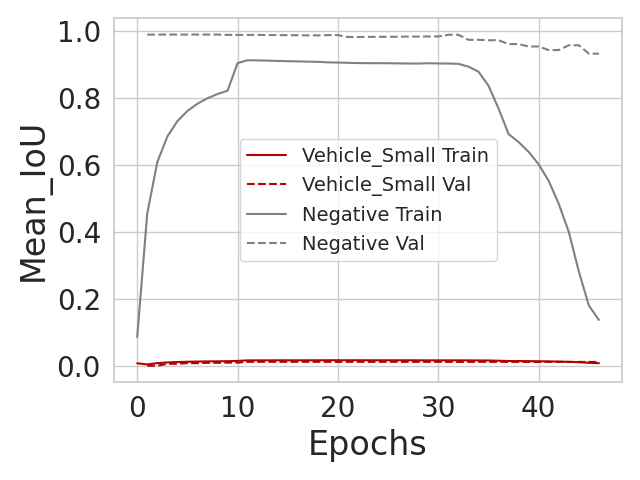 1.0
0.8
0.6
0.4
0.2
0.0
Mean_IoU
Vehicle_Small Train
Vehicle_Small Val
Negative Train
Negative Val
0 10 20 30 40
Epochs